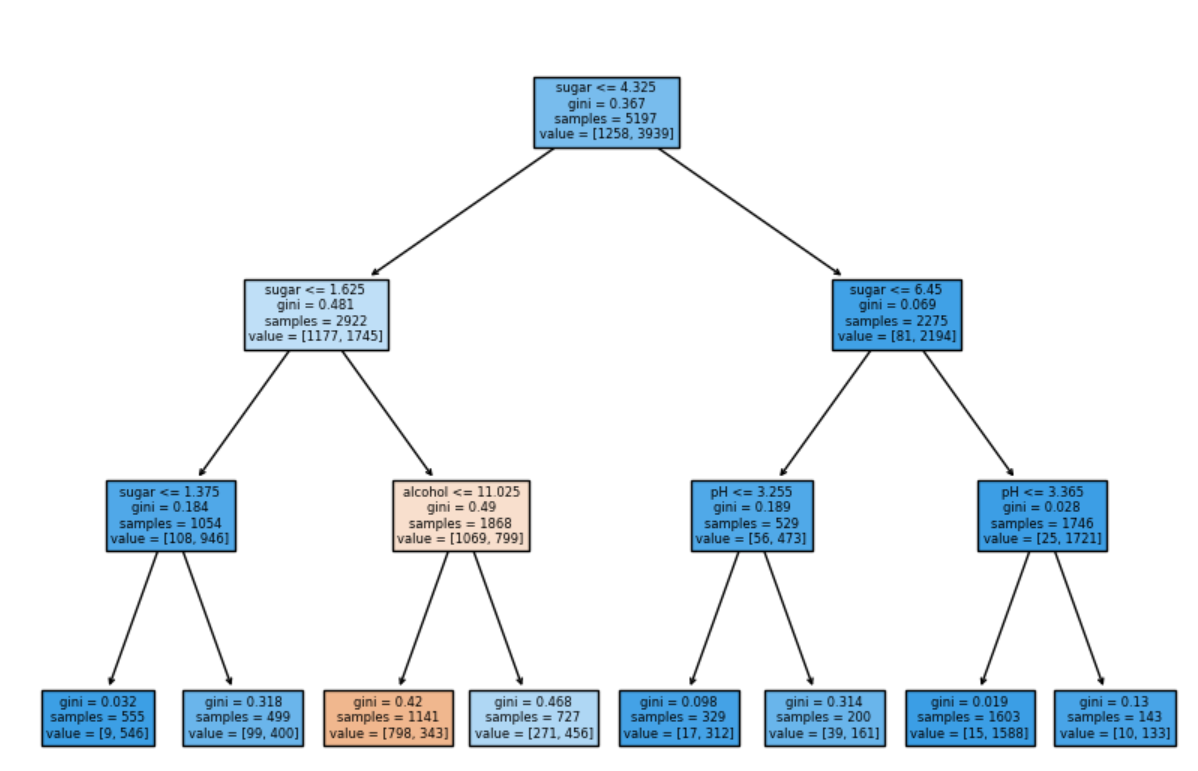 sugar <= 4.325
gini = 0.367
samples = 5197
value = [1258, 3939]
sugar <= 1.625
gini = 0.481
samples = 2922
value = [1177, 1745]
sugar <= 6.45
gini = 0.069
samples = 2275
value = [81, 2194]
sugar <= 1.375
gini = 0.184
samples = 1054
value = [108, 946]
alcohol <= 11.025
gini = 0.49
samples = 1868
value = [1069, 799]
pH <= 3.255
gini = 0.189
samples = 529
value = [56, 473]
pH <= 3.365
gini = 0.028
samples = 1746
value = [25, 1721]
gini = 0.032
samples = 555
value = [9, 546]
gini = 0.318
samples = 499
value = [99, 400]
gini = 0.42
samples = 1141
value = [798, 343]
gini = 0.468
samples = 727
value = [271, 456]
gini = 0.098
samples = 329
value = [17, 312]
gini = 0.314
samples = 200
value = [39, 161]
gini = 0.019
samples = 1603
value = [15, 1588]
gini = 0.13
samples = 143
value = [10, 133]